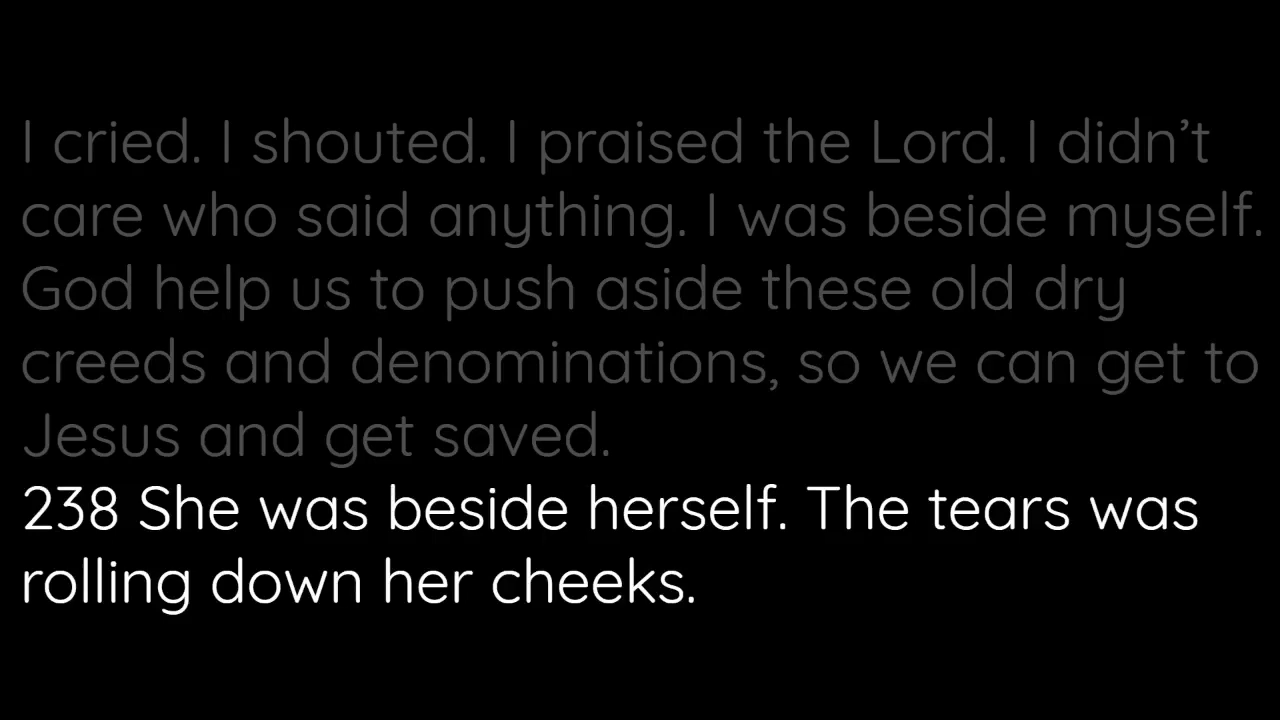 I cried. I shouted. I praised the Lord. I didn’t
care who said anything. I was beside myself.
God help us to push aside these old dry
creeds and denominations, so we can get to
Jesus and get saved.
238 She was beside herself. The tears was
rolling down her cheeks.